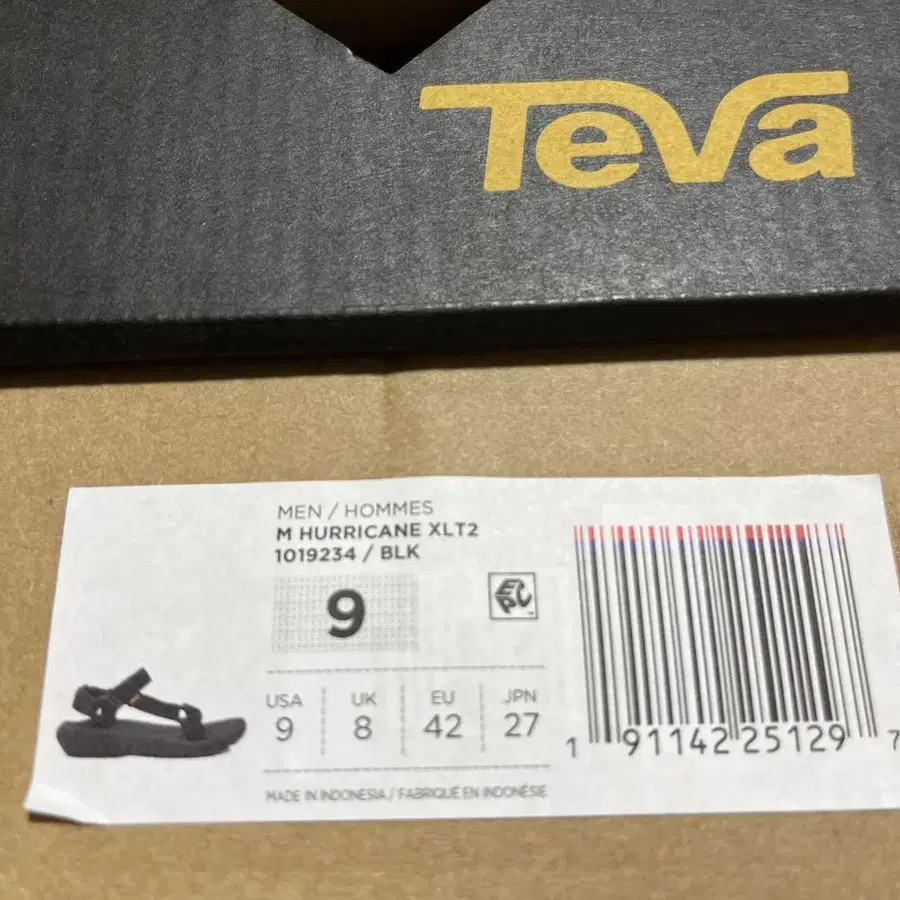 Teva
MEN / HOMMES
M HURRICANE XLT2
1019234 / BLK
9
EPC
USA UK EU JPN
9 8 42 27
1 91142 25129 7
MADE IN INDONESIA / FABRIQUÉ EN INDONÉSIE